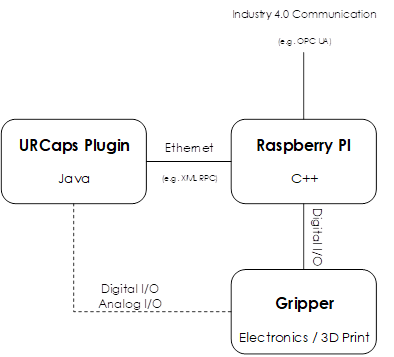 Industry 4.0 Communication
(e.g. OPC UA)
URCaps Plugin
Java
Ethernet
(e.g. XML RPC)
Raspberry PI
C++
Digital I/O
Digital I/O
Analog I/O
Gripper
Electronics / 3D Print